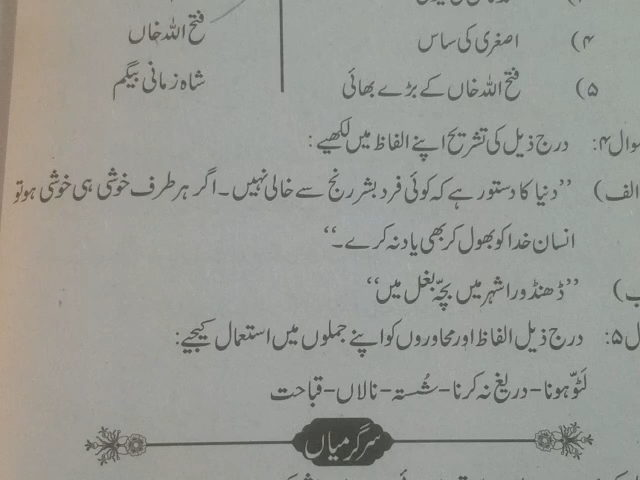 فتح اللہ خاں
۴) اصغری کی ساس
شاہ زمانی بیگم
۵) فتح اللہ خاں کے بڑے بھائی
سوال ۴: درج ذیل کی تشریح اپنے الفاظ میں لکھیے:
الف) ”دنیا کا دستور ہے کہ کوئی فرد بشر رنج سے خالی نہیں۔ اگر ہر طرف خوشی ہی خوشی ہو تو
انسان خدا کو بھول کر بھی یاد نہ کرے۔“
ب) ”ڈھنڈورا شہر میں بچّہ بغل میں“
ل ۵: درج ذیل الفاظ اور محاوروں کو اپنے جملوں میں استعمال کیجیے:
لَٹّو ہونا - دریغ نہ کرنا - شُستہ - نالاں - قباحت
سرگرمیاں